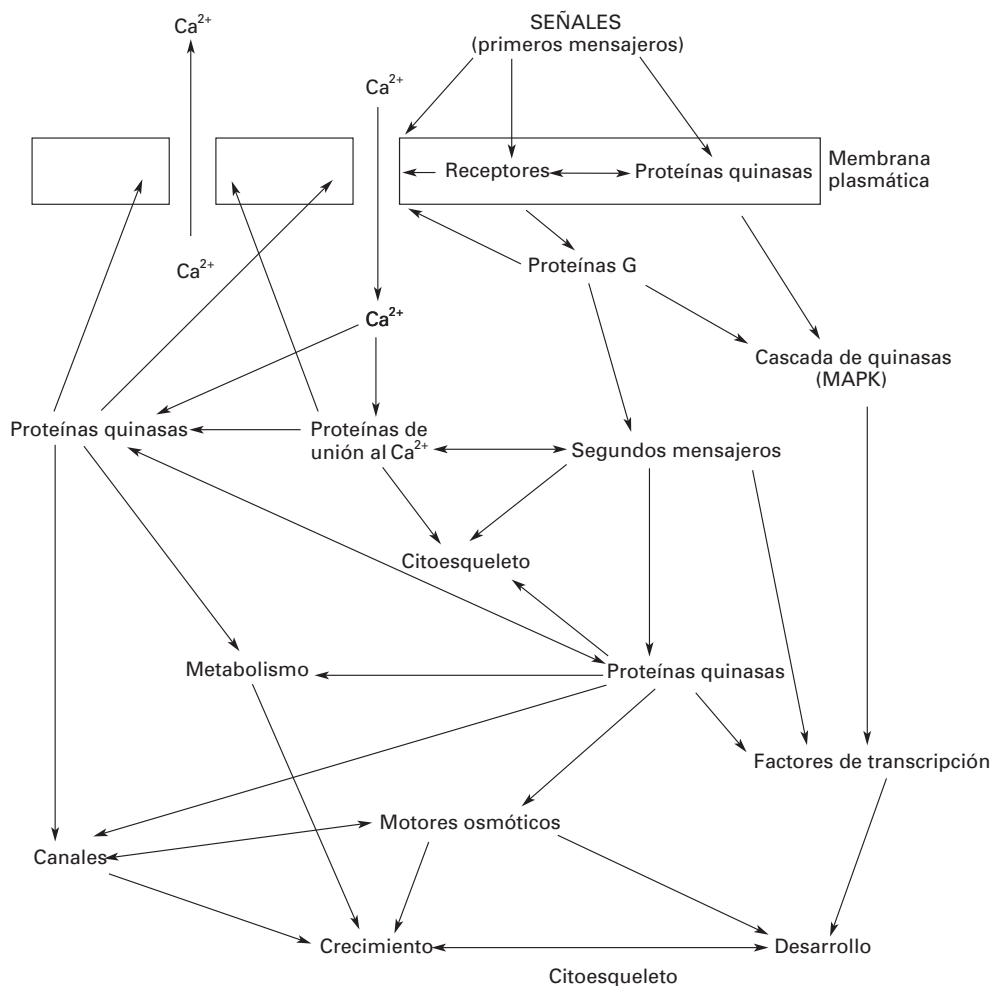 Ca²⁺
SEÑALES
(primeros mensajeros)
Ca²⁺
Receptores
Proteínas quinasas
Membrana
plasmática
Ca²⁺
Proteínas G
Ca²⁺
Cascada de quinasas
(MAPK)
Proteínas quinasas
Proteínas de
unión al Ca²⁺
Segundos mensajeros
Citoesqueleto
Metabolismo
Proteínas quinasas
Factores de transcripción
Motores osmóticos
Canales
Crecimiento
Desarrollo
Citoesqueleto